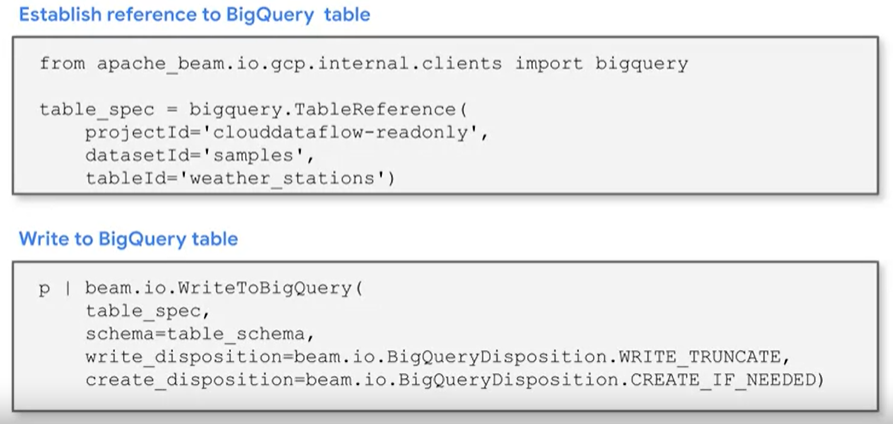 Establish reference to BigQuery table
from apache_beam.io.gcp.internal.clients import bigquery
table_spec = bigquery.TableReference(
projectId='clouddataflow-readonly',
datasetId='samples',
tableId='weather_stations')
Write to BigQuery table
p | beam.io.WriteToBigQuery(
table_spec,
schema=table_schema,
write_disposition=beam.io.BigQueryDisposition.WRITE_TRUNCATE,
create_disposition=beam.io.BigQueryDisposition.CREATE_IF_NEEDED)